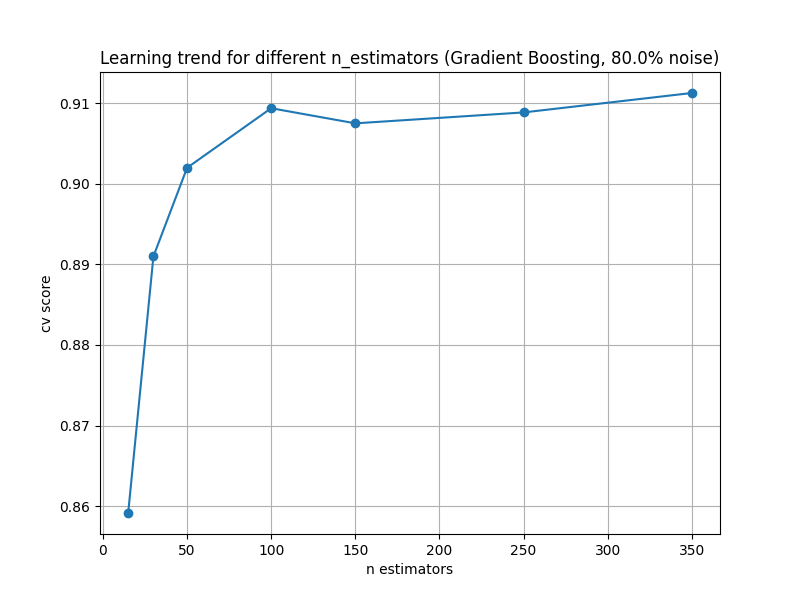 Learning trend for different n_estimators (Gradient Boosting, 80.0% noise)
0.91
0.90
0.89
0.88
0.87
0.86
cv score
0 50 100 150 200 250 300 350
n estimators